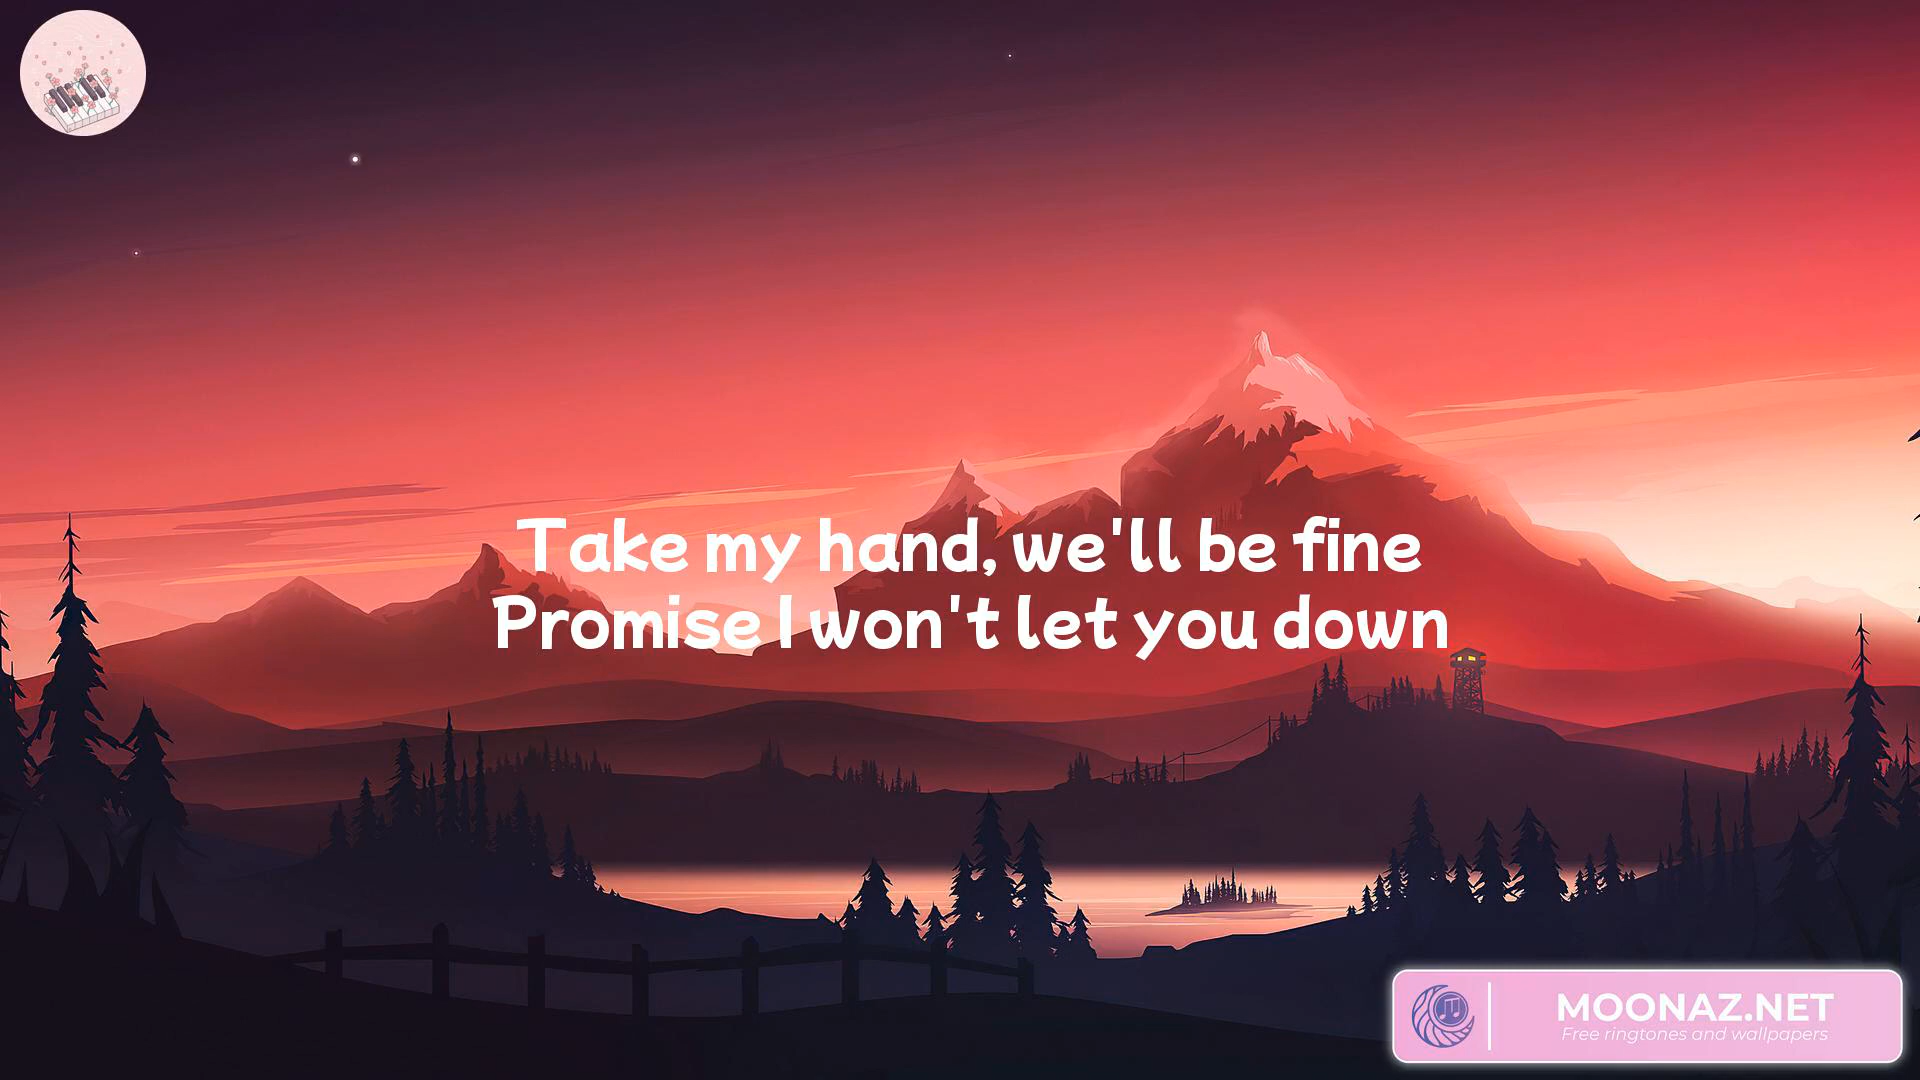 Take my hand, we'll be fine
Promise I won't let you down
MOONAZ.NET
Free ringtones and wallpapers